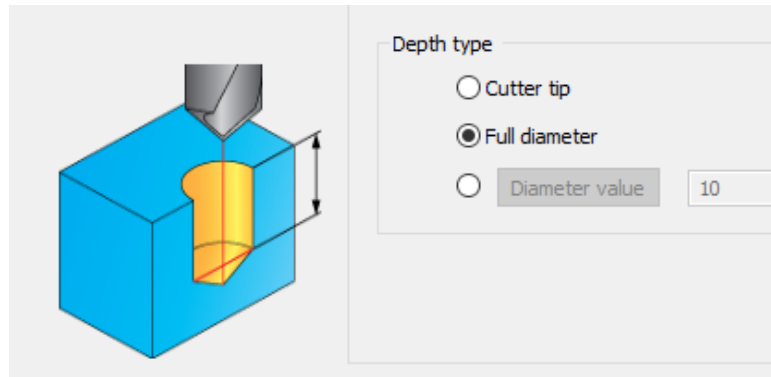 Depth type
Cutter tip
Full diameter
Diameter value 10